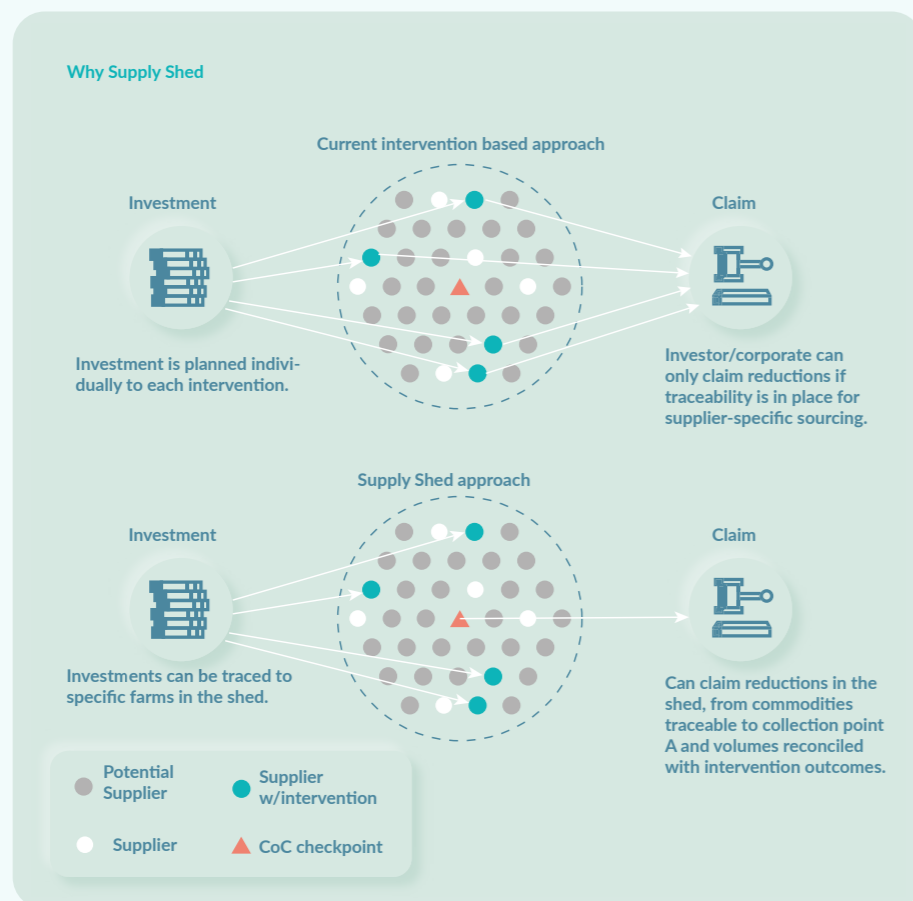 Why Supply Shed
Current intervention based approach
Investment
Claim
Investment is planned indivi-
dually to each intervention.
Investor/corporate can
only claim reductions if
traceability is in place for
supplier-specific sourcing.
Supply Shed approach
Investment
Claim
Investments can be traced to
specific farms in the shed.
Can claim reductions in the
shed, from commodities
traceable to collection point
A and volumes reconciled
with intervention outcomes.
Potential
Supplier
Supplier
w/intervention
Supplier
CoC checkpoint